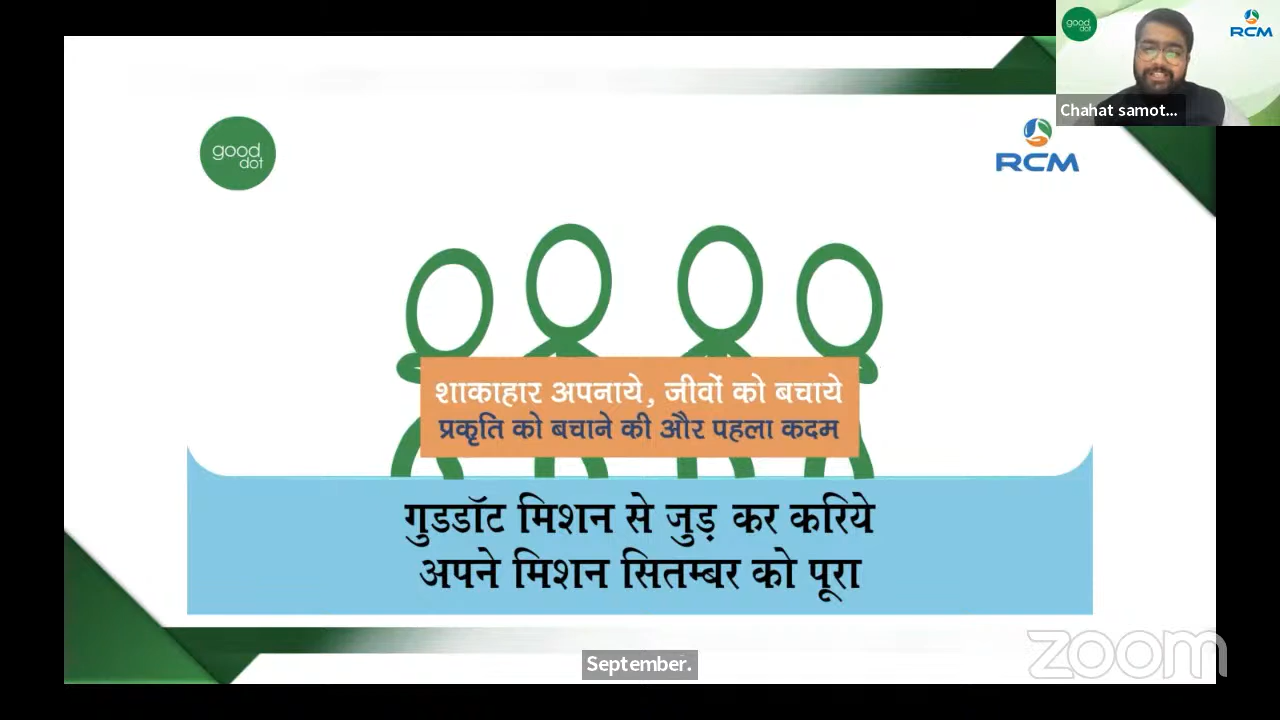 good
dot
RCM
Chahat samot...
good
dot
RCM
शाकाहार अपनाये, जीवों को बचाये
प्रकृति को बचाने की और पहला कदम
गुडडॉट मिशन से जुड़ कर करिये
अपने मिशन सितम्बर को पूरा
zoom
September.